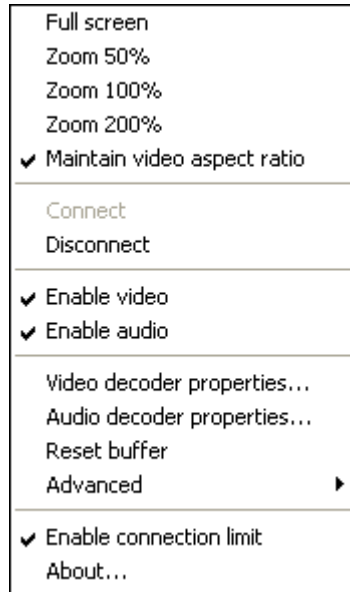 Full screen
Zoom 50%
Zoom 100%
Zoom 200%
Maintain video aspect ratio
Connect
Disconnect
Enable video
Enable audio
Video decoder properties...
Audio decoder properties...
Reset buffer
Advanced
Enable connection limit
About...